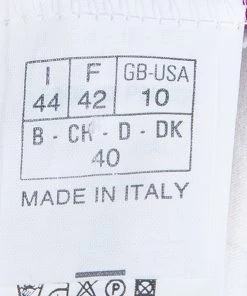 I F GB-USA
44 42 10
B - CH - D - DK
40
MADE IN ITALY